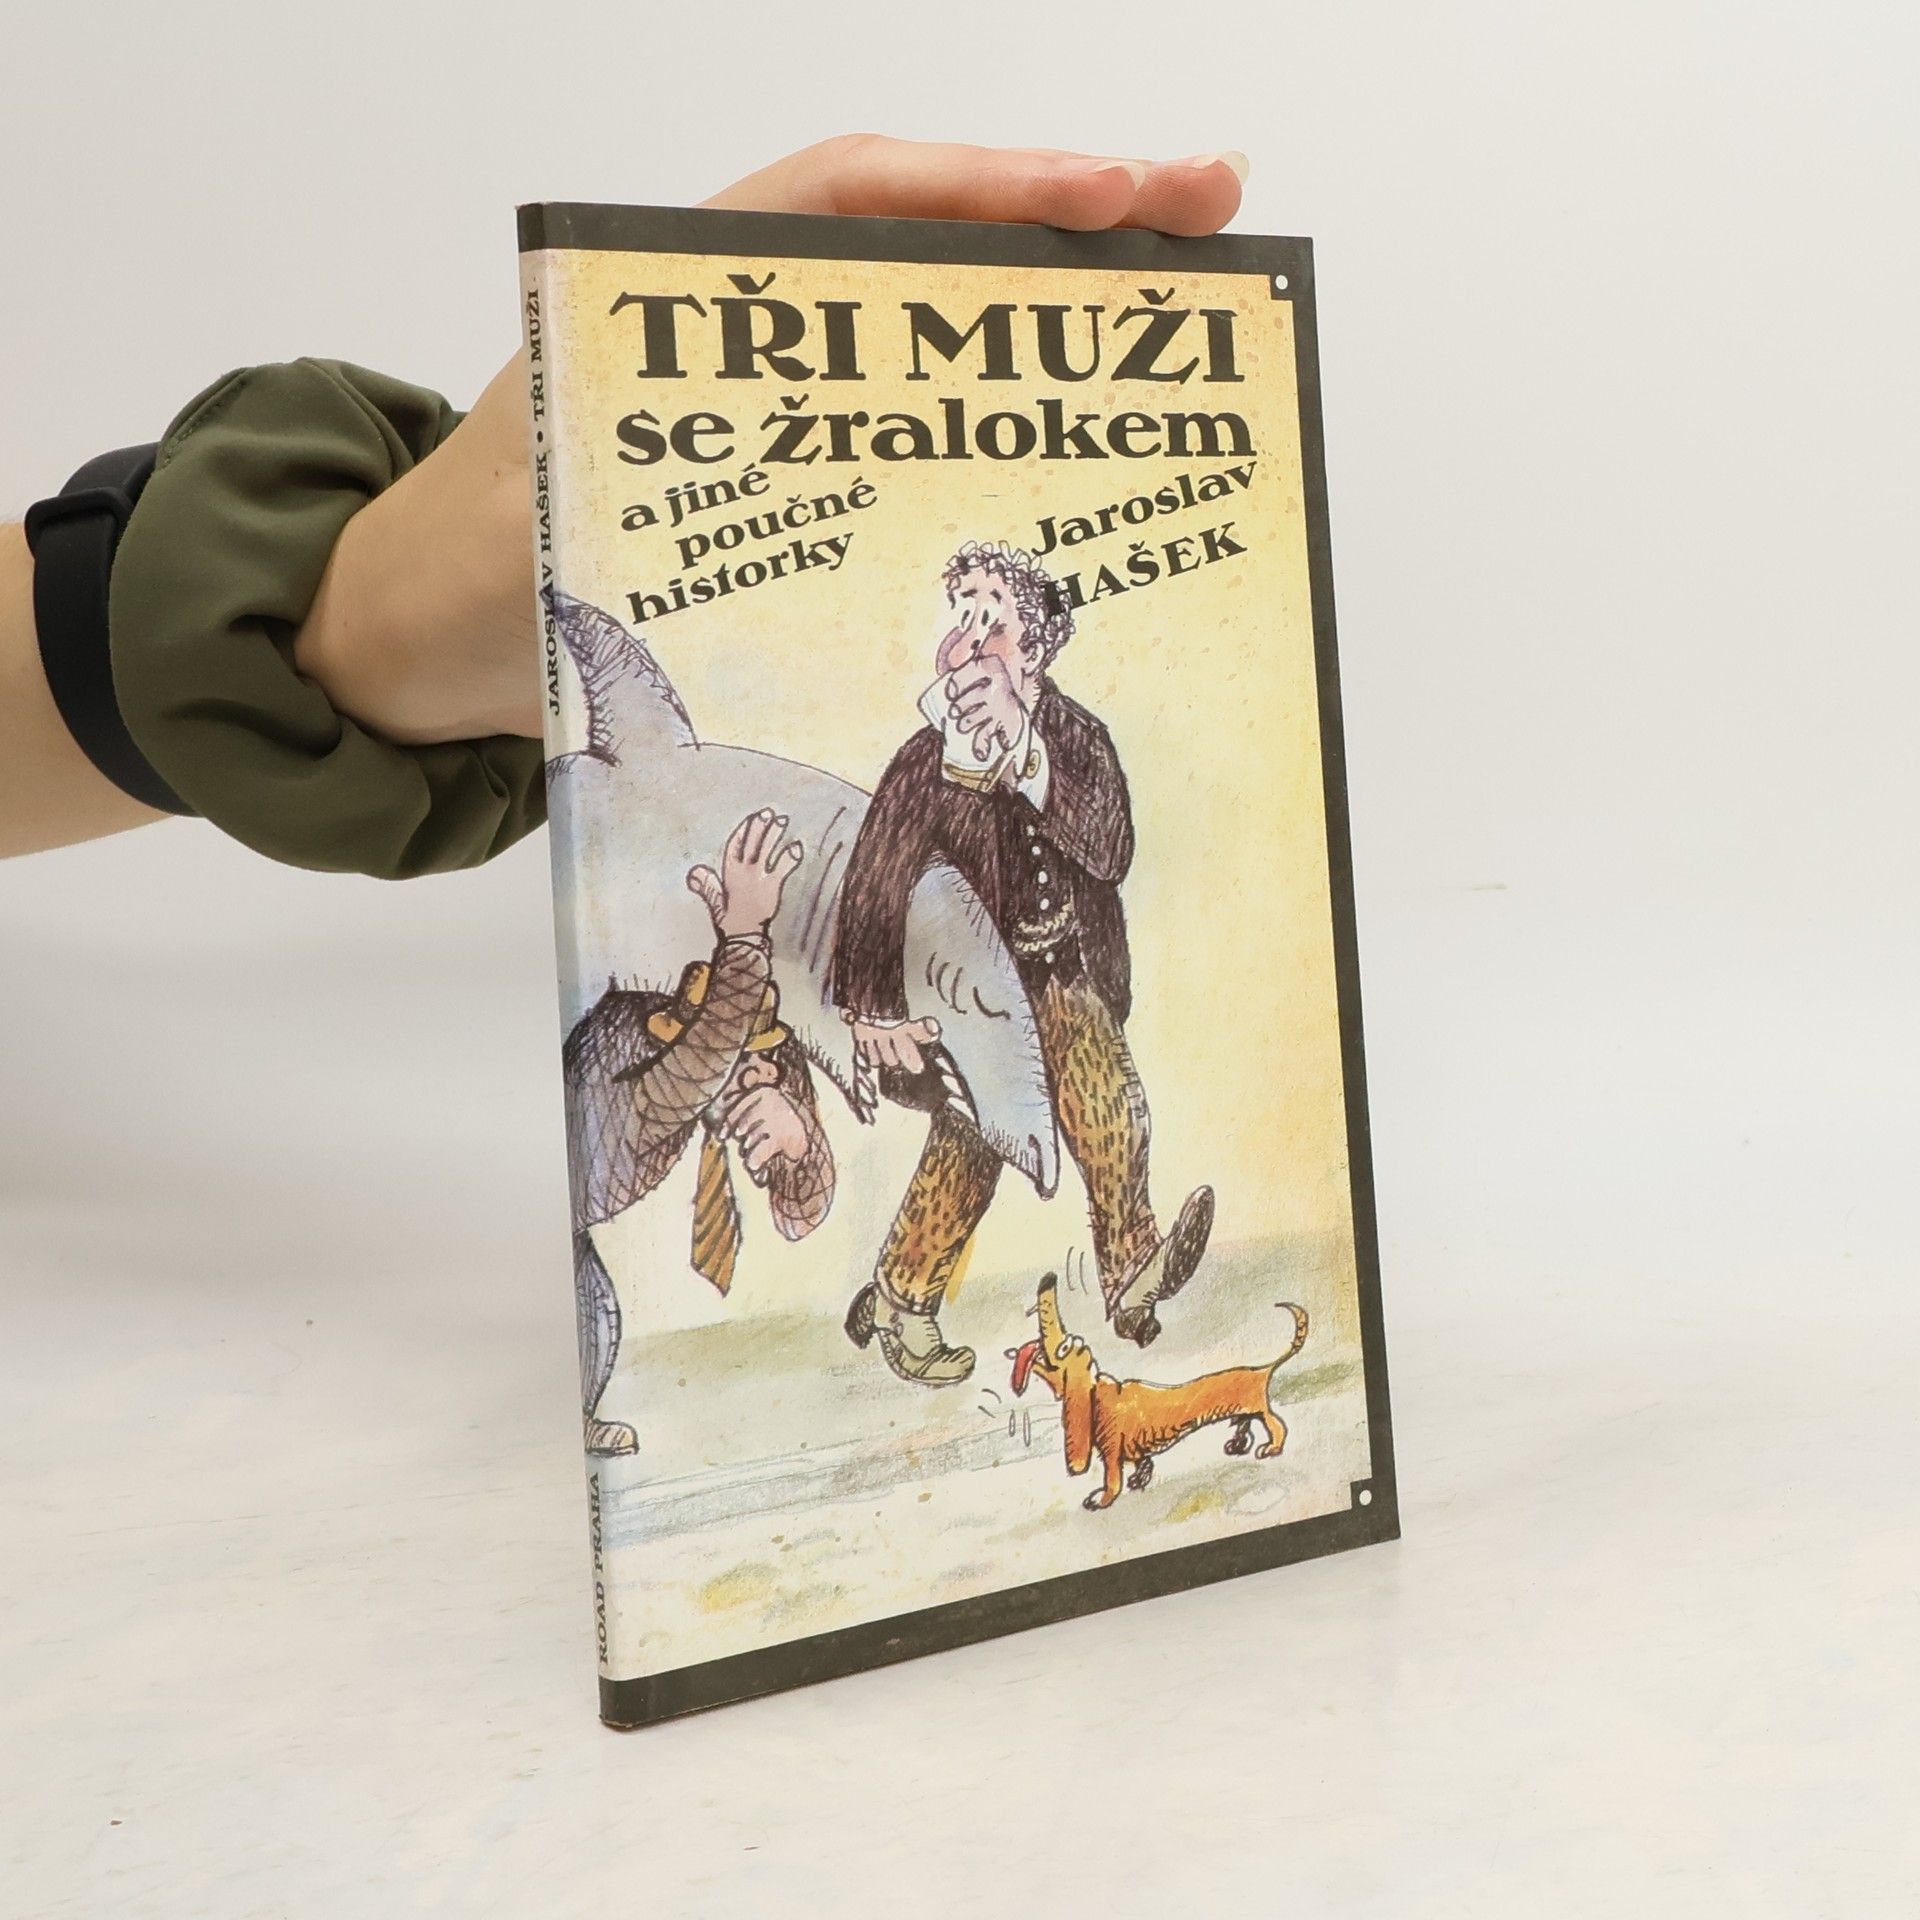 TŘI MUŽI
se žralokem
a jiné
poučné
historky
Jaroslav
HAŠEK
JAROSLAV HAŠEK • TŘI MUŽI
ROAD PRAHA